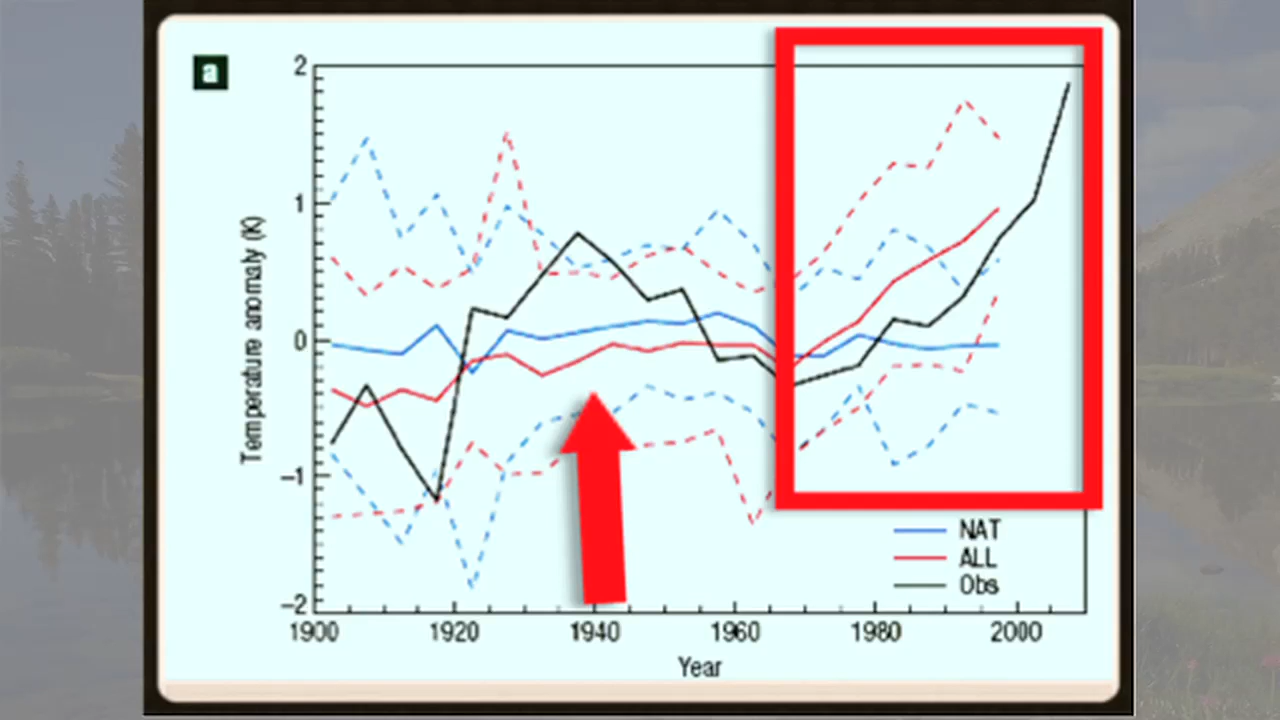 a
2
1
0
−1
−2
Temperature anomaly (K)
1900 1920 1940 1960 1980 2000
Year
NAT
ALL
Obs